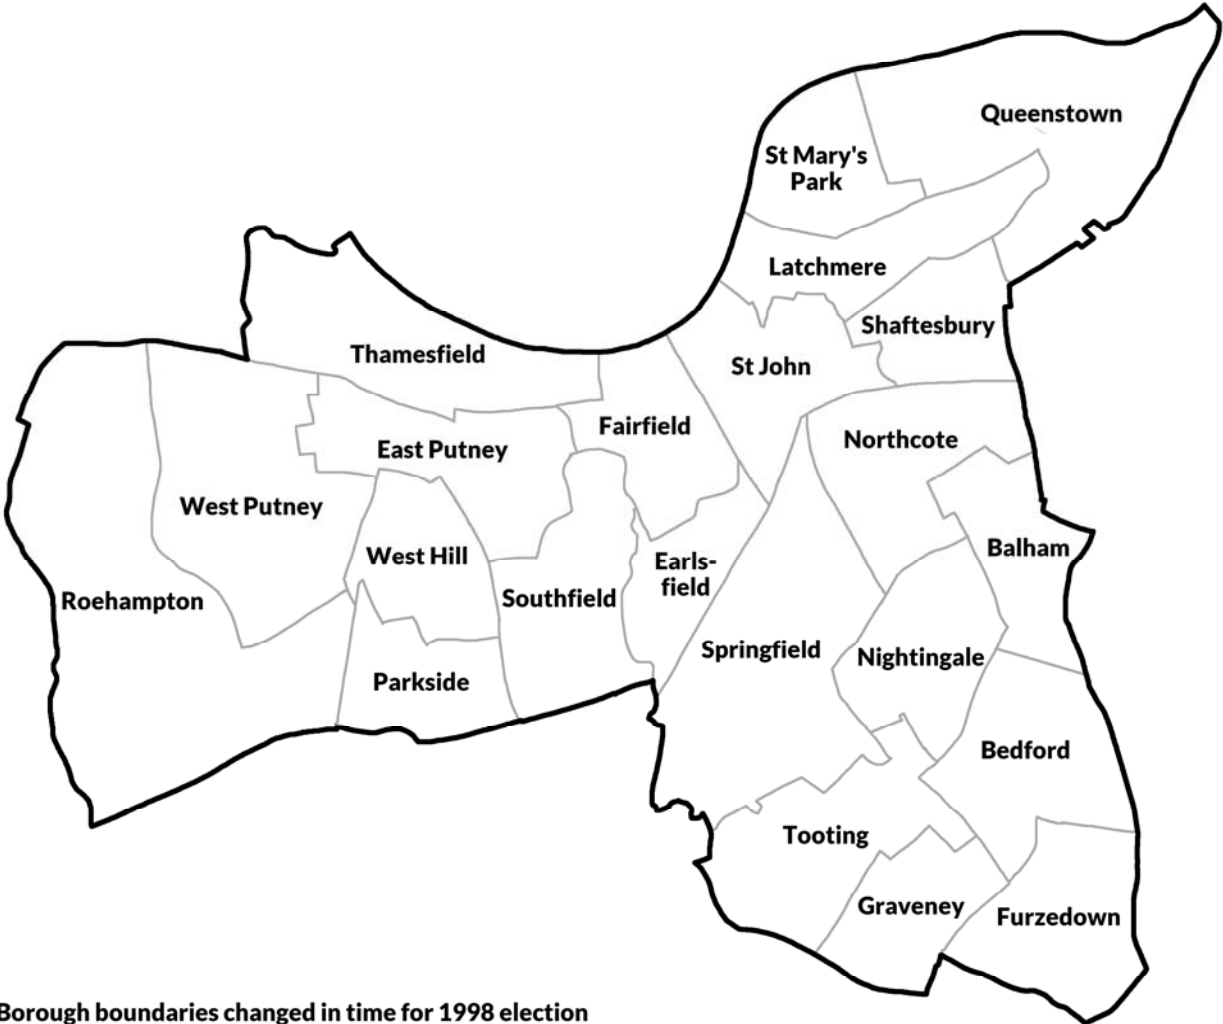 Queenstown
St Mary's
Park
Latchmere
Shaftesbury
Thamesfield
St John
Fairfield
Northcote
East Putney
West Putney
Balham
West Hill
Earls-
field
Southfield
Roehampton
Springfield
Nightingale
Parkside
Bedford
Tooting
Graveney
Furzedown
Borough boundaries changed in time for 1998 election